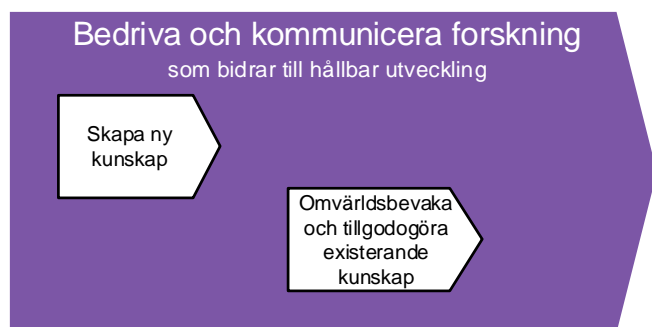 Bedriva och kommunicera forskning
som bidrar till hållbar utveckling
Skapa ny
kunskap
Omvärldsbevaka
och tillgodogöra
existerande
kunskap